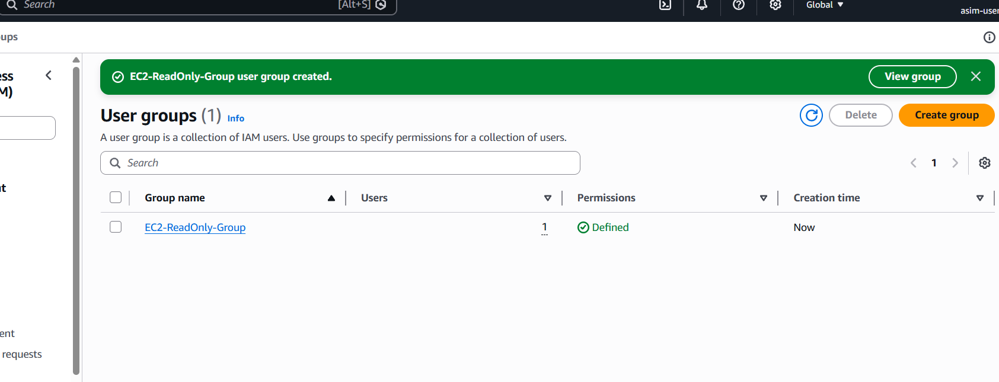 Search [Alt+S] Global asim-user
ups
EC2-ReadOnly-Group user group created. View group
ess
M)
User groups (1) Info Delete Create group
A user group is a collection of IAM users. Use groups to specify permissions for a collection of users.
Search 1
nt
Group name Users Permissions Creation time
EC2-ReadOnly-Group 1 Defined Now
ent
requests